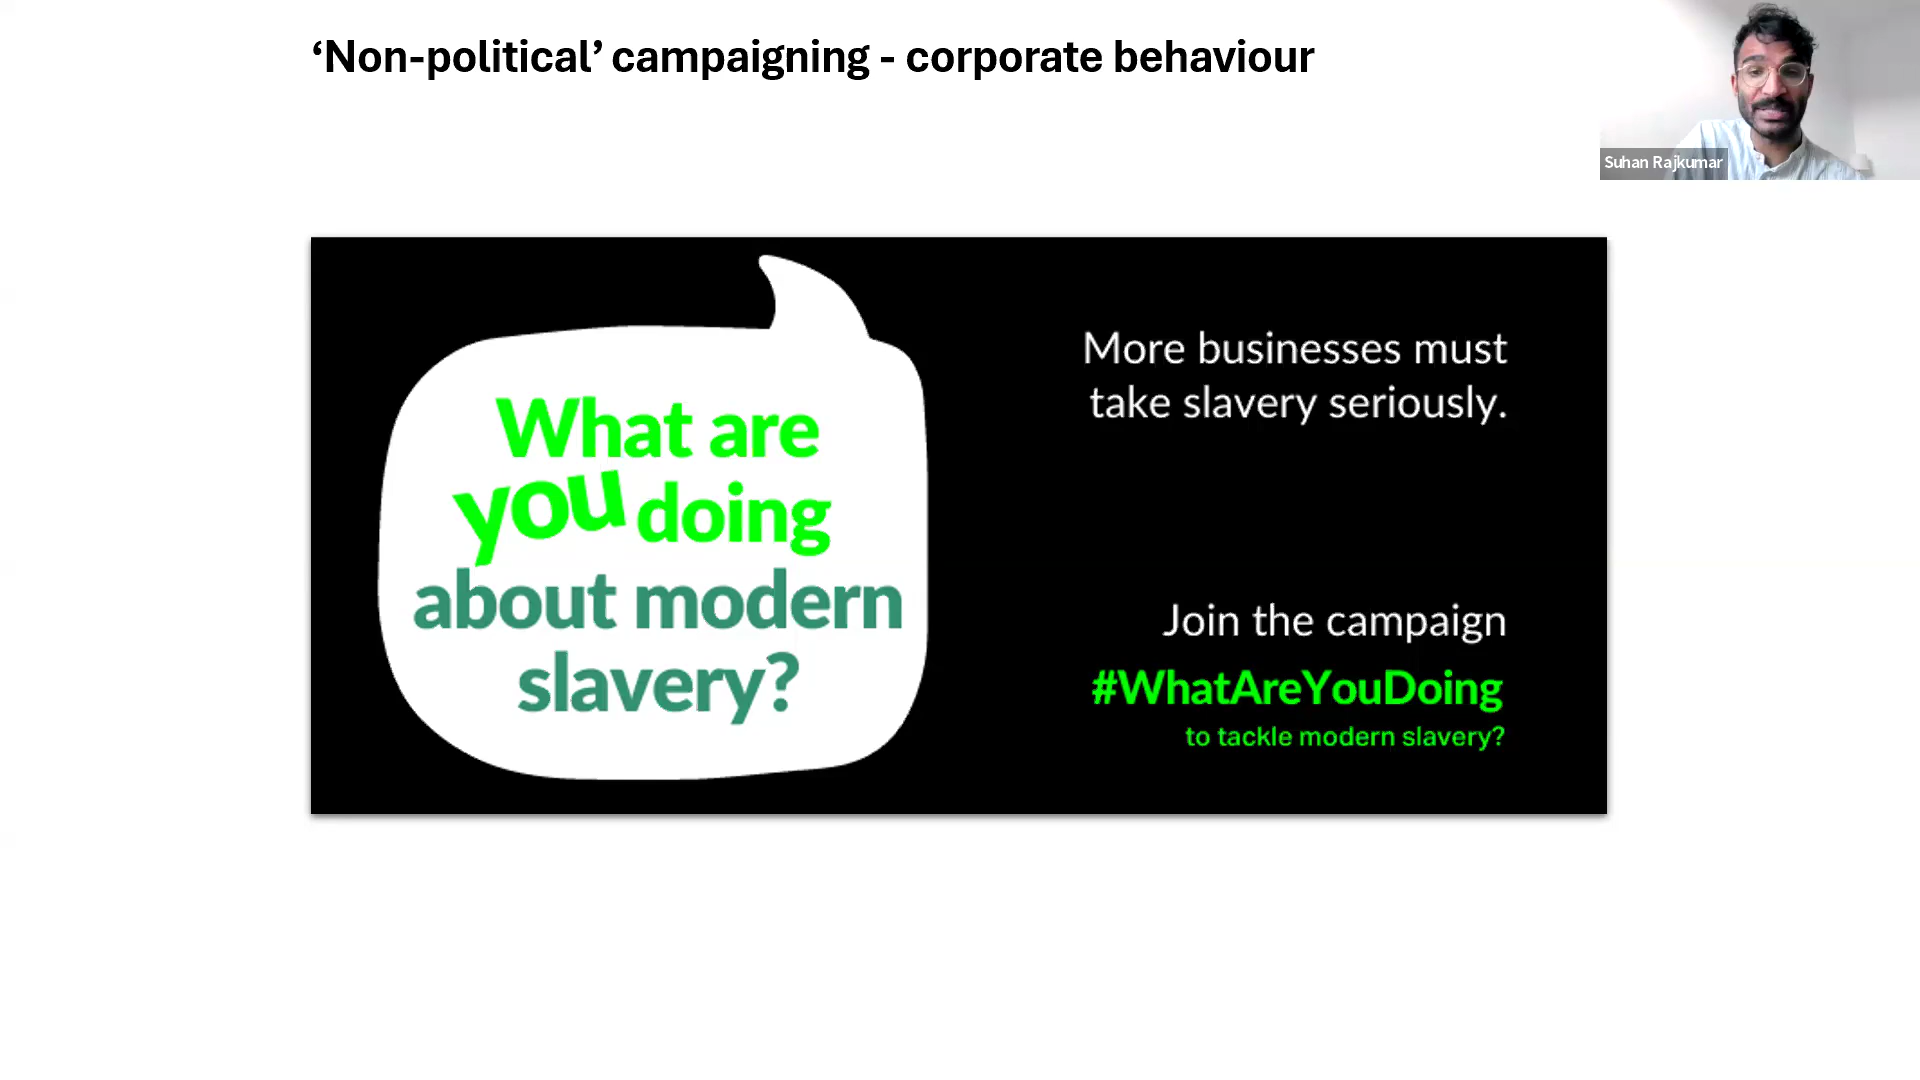 ‘Non-political’ campaigning - corporate behaviour
Suhan Rajkumar
What are
you doing
about modern
slavery?
More businesses must
take slavery seriously.
Join the campaign
#WhatAreYouDoing
to tackle modern slavery?